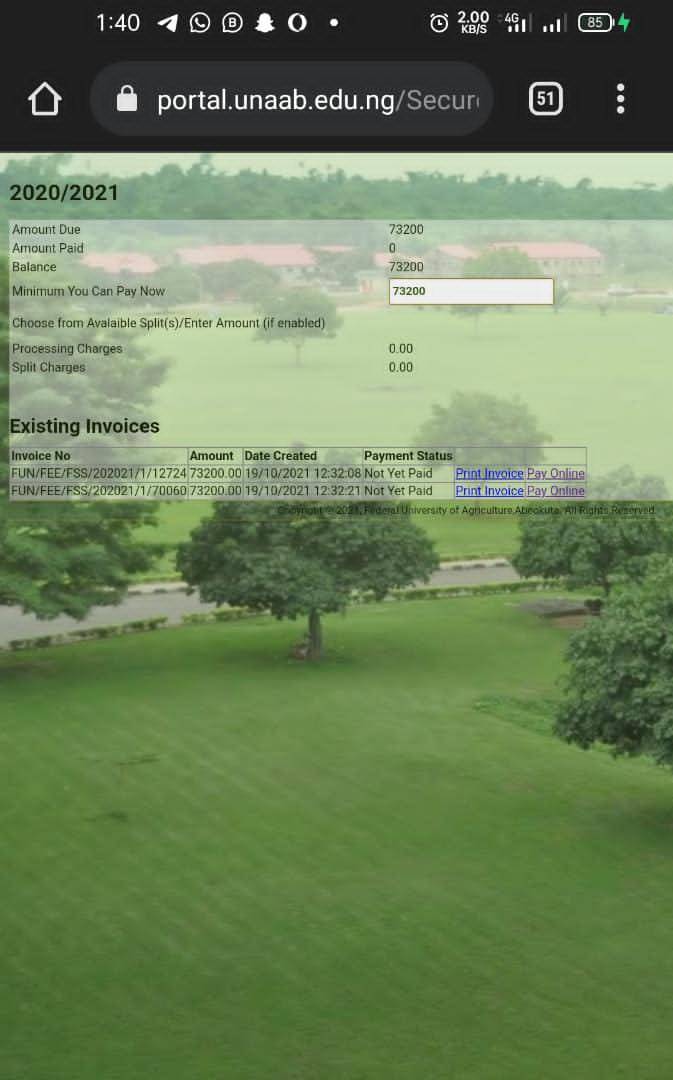 1:40 B 2.00 KB/S 4G 85
portal.unaab.edu.ng/Secur 51
2020/2021
Amount Due 73200
Amount Paid 0
Balance 73200
Minimum You Can Pay Now 73200
Choose from Avalaible Split(s)/Enter Amount (if enabled)
Processing Charges 0.00
Split Charges 0.00
Existing Invoices
Invoice No Amount Date Created Payment Status
FUN/FEE/FSS/202021/1/12724 73200.00 19/10/2021 12:32:08 Not Yet Paid Print Invoice Pay Online
FUN/FEE/FSS/202021/1/70060 73200.00 19/10/2021 12:32:21 Not Yet Paid Print Invoice Pay Online
Copyright © 2021, Federal University of Agriculture,Abeokuta. All Rights Reserved.